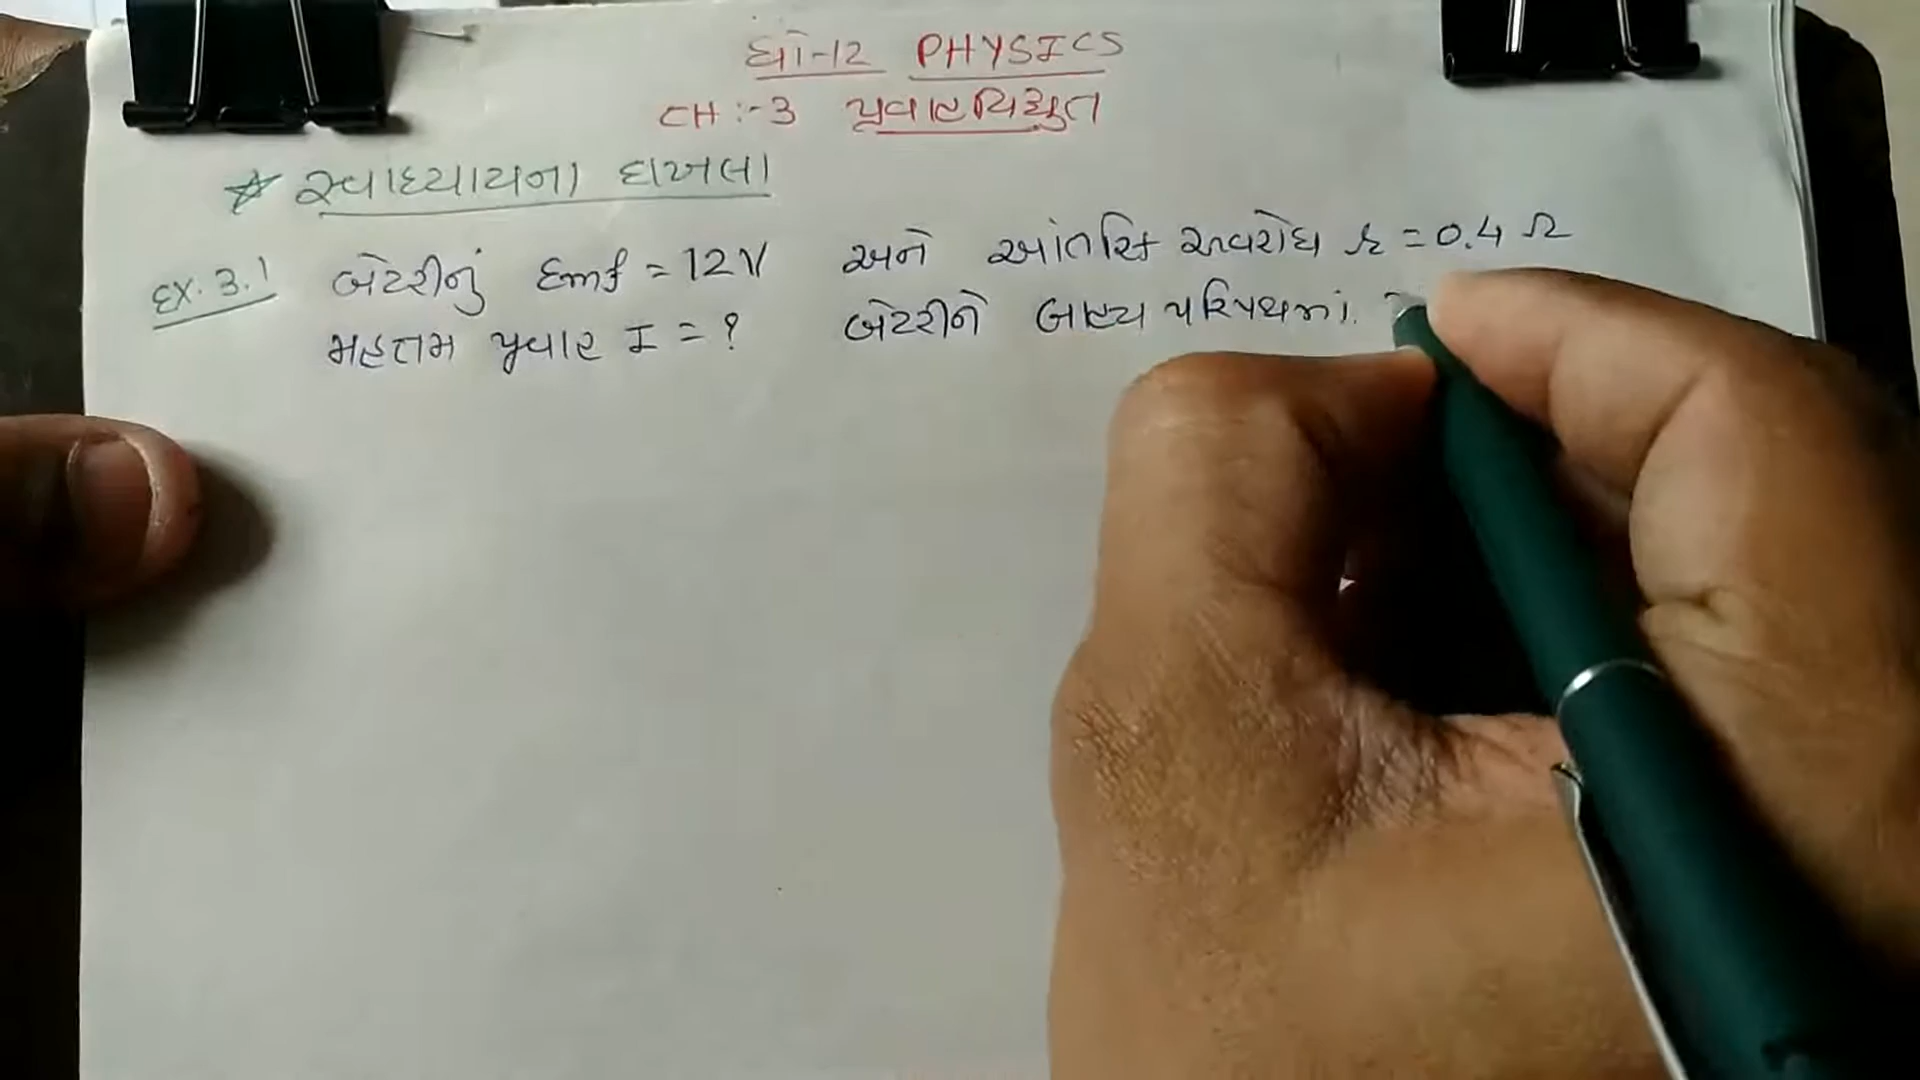 ધો-12 PHYSICS
CH :- 3 પ્રવાહવિદ્યુત
* સ્વાધ્યાયના દાખલા
EX. 3.1 બેટરીનું Emf = 12 V અને આંતરિક અવરોધ r = 0.4 Ω
મહત્તમ પ્રવાહ I = ? બેટરીને બાહ્ય પરિપથમાં